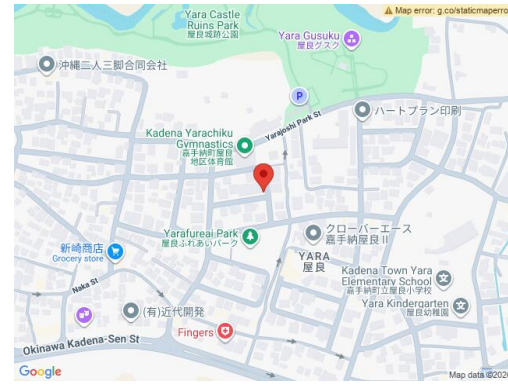 Map error: g.co/staticmaperro
Yara Castle
Ruins Park
屋良城跡公園
Yara Gusuku
屋良グスク
沖縄二人三脚合同会社
P
ハートプラン印刷
Yarajoshi Park St
Kadena Yarachiku
Gymnastics
嘉手納町屋良
地区体育館
Yarafureai Park
屋良ふれあいパーク
クローバーエース
嘉手納屋良Ⅱ
新崎商店
Grocery store
YARA
屋良
Kadena Town Yara
Elementary School
嘉手納町立屋良小学校
Naka St
Yara Kindergarten
屋良幼稚園
(有)近代開発
Fingers
Okinawa Kadena-Sen St
Google
Map data ©2026